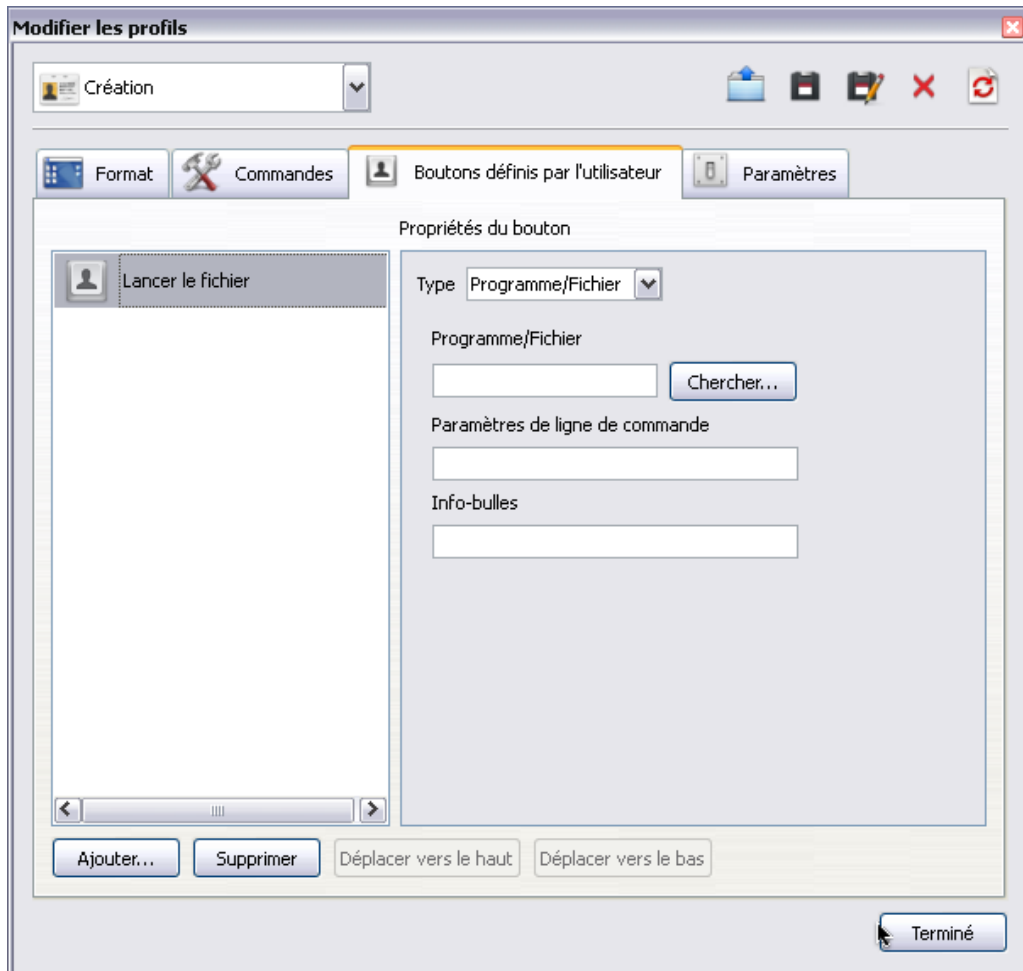 Modifier les profils
Création
Format
Commandes
Boutons définis par l'utilisateur
Paramètres
Propriétés du bouton
Lancer le fichier
Type Programme/Fichier
Programme/Fichier
Chercher...
Paramètres de ligne de commande
Info-bulles
Ajouter...
Supprimer
Déplacer vers le haut
Déplacer vers le bas
Terminé